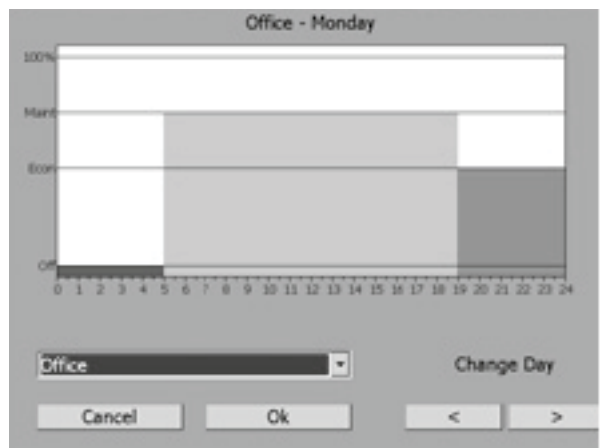 Office - Monday
100%
Maint
Econ
Off
0 1 2 3 4 5 6 7 8 9 10 11 12 13 14 15 16 17 18 19 20 21 22 23 24
Office
Change Day
Cancel Ok < >